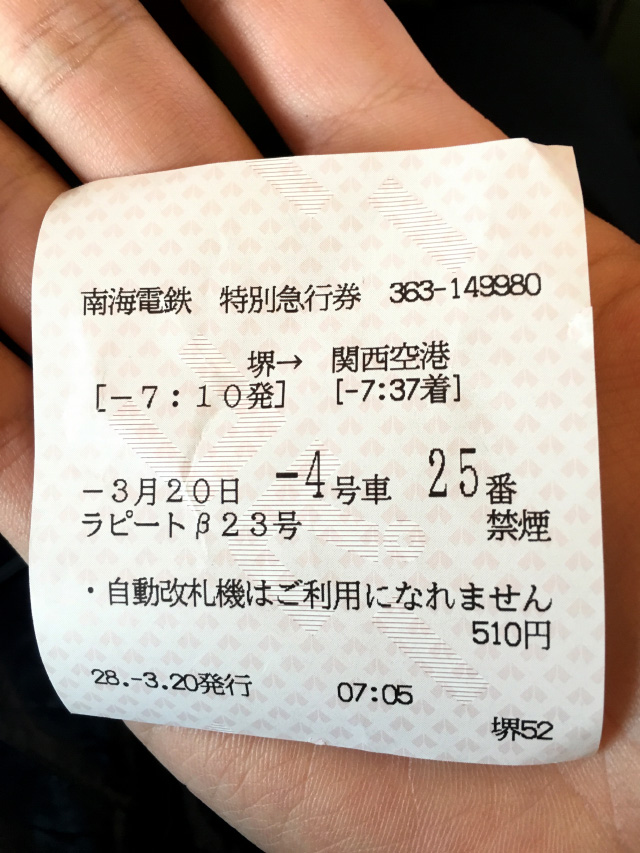 南海電鉄 特別急行券 363-149980
堺→ 関西空港
[-7:10発] [-7:37着]
-3月20日 -4号車 25番
ラピートβ23号 禁煙
・自動改札機はご利用になれません
510円
28.-3.20発行 07:05
堺52